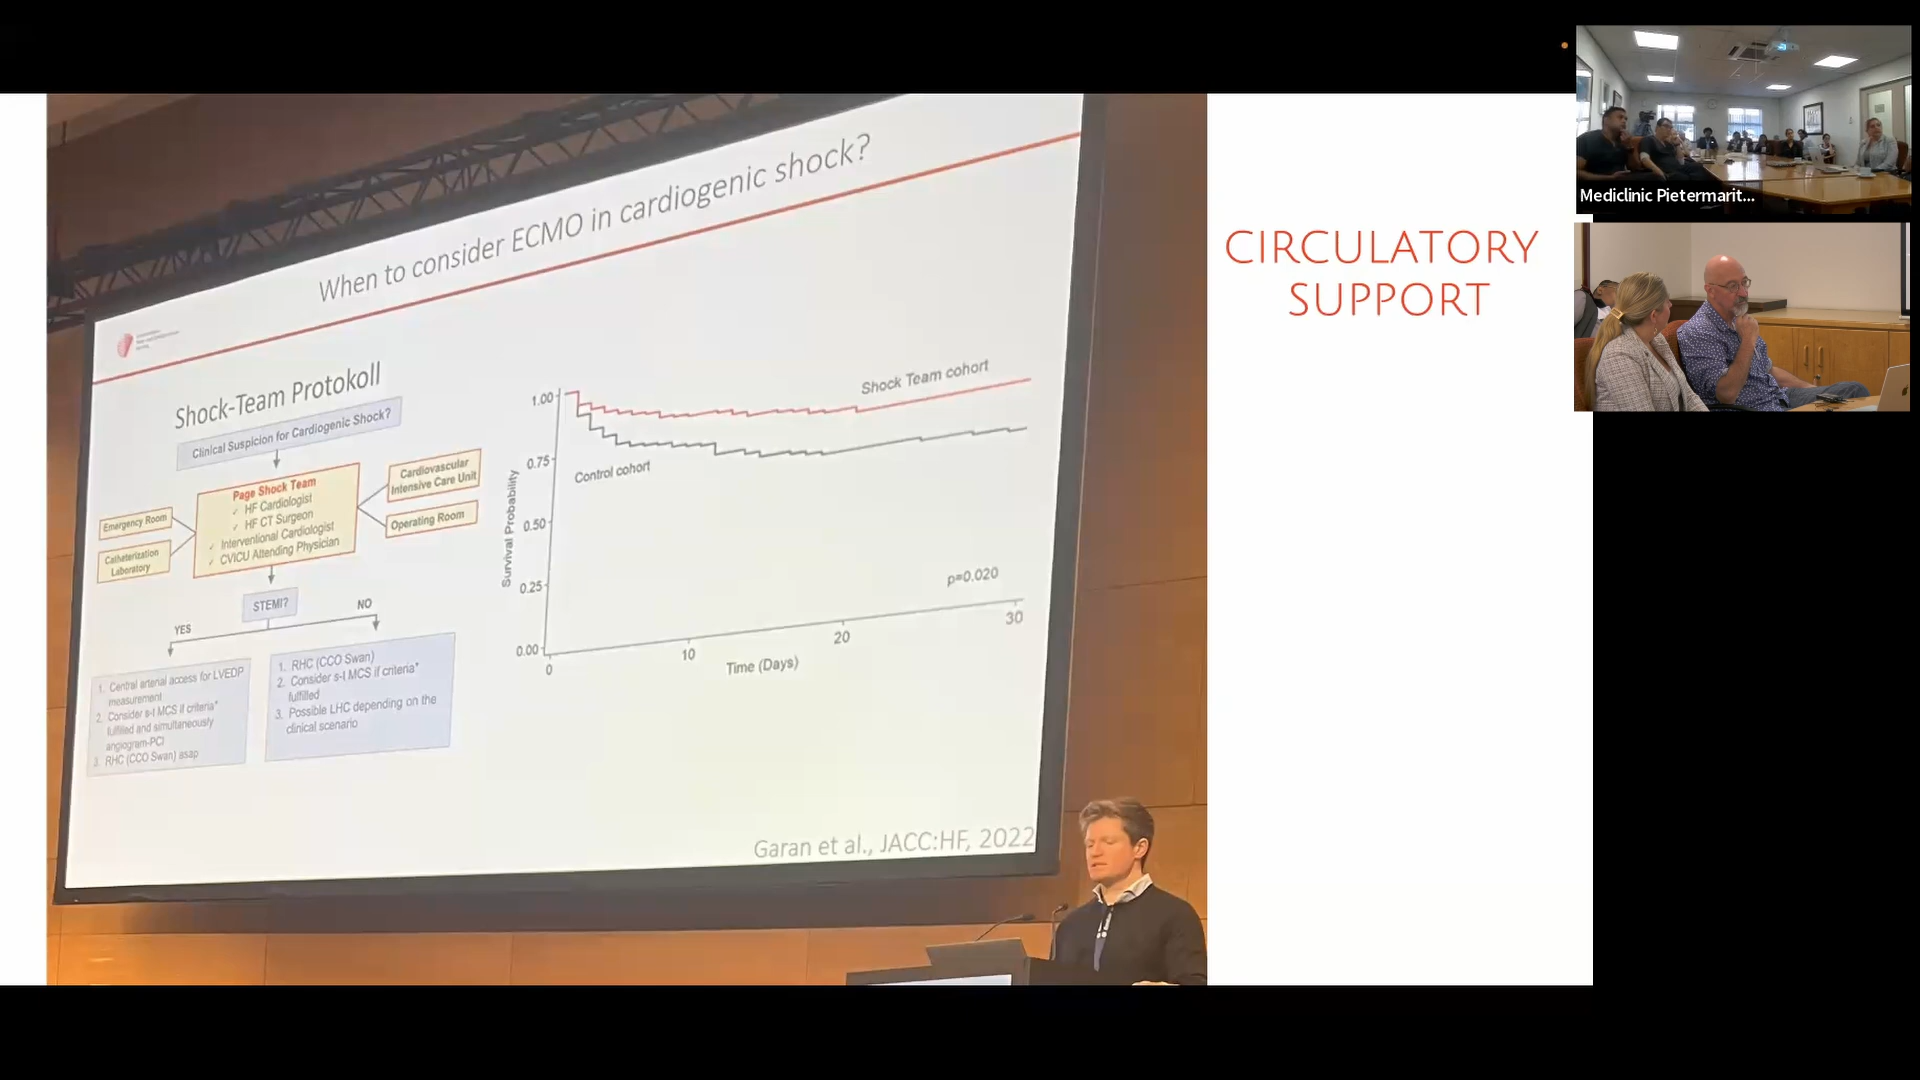 When to consider ECMO in cardiogenic shock?
Shock-Team Protokoll
Clinical Suspicion for Cardiogenic Shock?
Page Shock Team
✓ HF Cardiologist
✓ HF CT Surgeon
✓ Interventional Cardiologist
✓ CVICU Attending Physician
Emergency Room
Catheterization
Laboratory
Cardiovascular
Intensive Care Unit
Operating Room
STEMI?
YES
NO
1. Central arterial access for LVEDP
measurement
2. Consider s-t MCS if criteria*
fulfilled and simultaneously
angiogram-PCI
3. RHC (CCO Swan) asap
1. RHC (CCO Swan)
2. Consider s-t MCS if criteria*
fulfilled
3. Possible LHC depending on the
clinical scenario
Survival Probability
1.00
0.75
0.50
0.25
0.00
Shock Team cohort
Control cohort
p=0.020
0
10
20
30
Time (Days)
Garan et al., JACC:HF, 2022
CIRCULATORY
SUPPORT
Mediclinic Pietermarit...